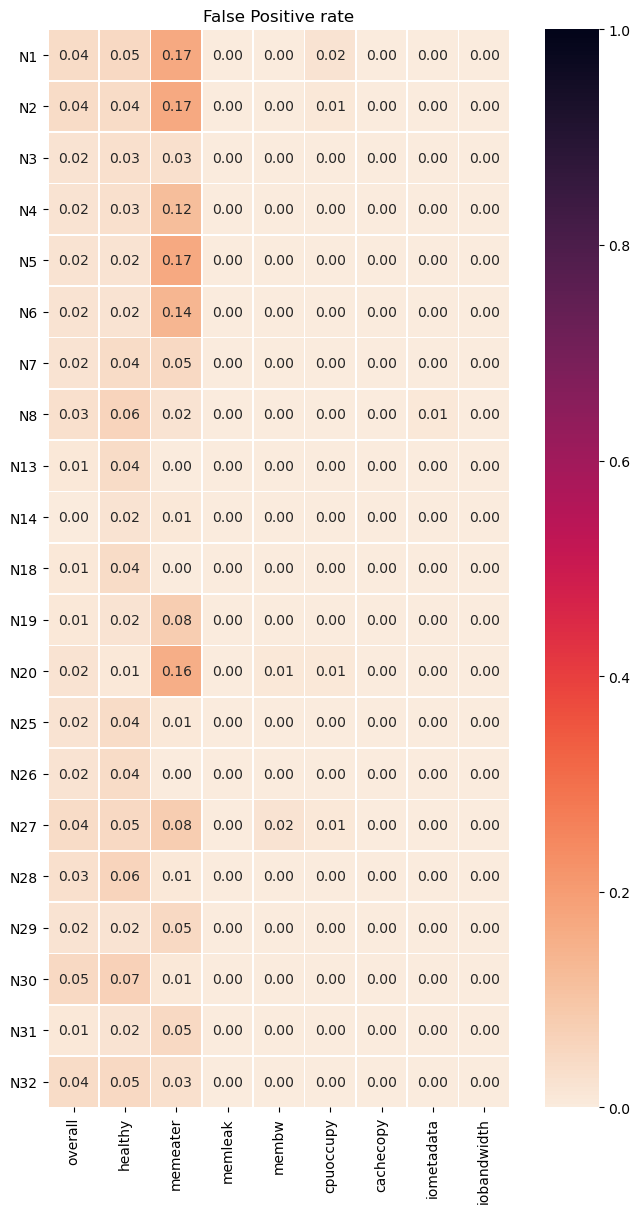 False Positive rate
N1 0.04 0.05 0.17 0.00 0.00 0.02 0.00 0.00 0.00
N2 0.04 0.04 0.17 0.00 0.00 0.01 0.00 0.00 0.00
N3 0.02 0.03 0.03 0.00 0.00 0.00 0.00 0.00 0.00
N4 0.02 0.03 0.12 0.00 0.00 0.00 0.00 0.00 0.00
N5 0.02 0.02 0.17 0.00 0.00 0.00 0.00 0.00 0.00
N6 0.02 0.02 0.14 0.00 0.00 0.00 0.00 0.00 0.00
N7 0.02 0.04 0.05 0.00 0.00 0.00 0.00 0.00 0.00
N8 0.03 0.06 0.02 0.00 0.00 0.00 0.00 0.01 0.00
N13 0.01 0.04 0.00 0.00 0.00 0.00 0.00 0.00 0.00
N14 0.00 0.02 0.01 0.00 0.00 0.00 0.00 0.00 0.00
N18 0.01 0.04 0.00 0.00 0.00 0.00 0.00 0.00 0.00
N19 0.01 0.02 0.08 0.00 0.00 0.00 0.00 0.00 0.00
N20 0.02 0.01 0.16 0.00 0.01 0.01 0.00 0.00 0.00
N25 0.02 0.04 0.01 0.00 0.00 0.00 0.00 0.00 0.00
N26 0.02 0.04 0.00 0.00 0.00 0.00 0.00 0.00 0.00
N27 0.04 0.05 0.08 0.00 0.02 0.01 0.00 0.00 0.00
N28 0.03 0.06 0.01 0.00 0.00 0.00 0.00 0.00 0.00
N29 0.02 0.02 0.05 0.00 0.00 0.00 0.00 0.00 0.00
N30 0.05 0.07 0.01 0.00 0.00 0.00 0.00 0.00 0.00
N31 0.01 0.02 0.05 0.00 0.00 0.00 0.00 0.00 0.00
N32 0.04 0.05 0.03 0.00 0.00 0.00 0.00 0.00 0.00
overall
healthy
memeater
memleak
membw
cpuoccupy
cachecopy
iometadata
iobandwidth
1.0
0.8
0.6
0.4
0.2
0.0